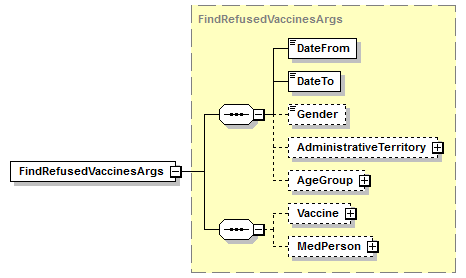 FindRefusedVaccinesArgs
DateFrom
DateTo
Gender
AdministrativeTerritory
AgeGroup
FindRefusedVaccinesArgs
Vaccine
MedPerson